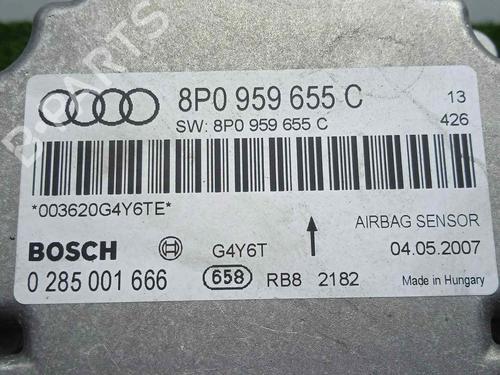 B-PARTS
8P0 959 655 C 13
SW: 8P0 959 655 C 426
*003620G4Y6TE*
AIRBAG SENSOR
BOSCH G4Y6T 04.05.2007
0 285 001 666 658 RB8 2182 Made in Hungary